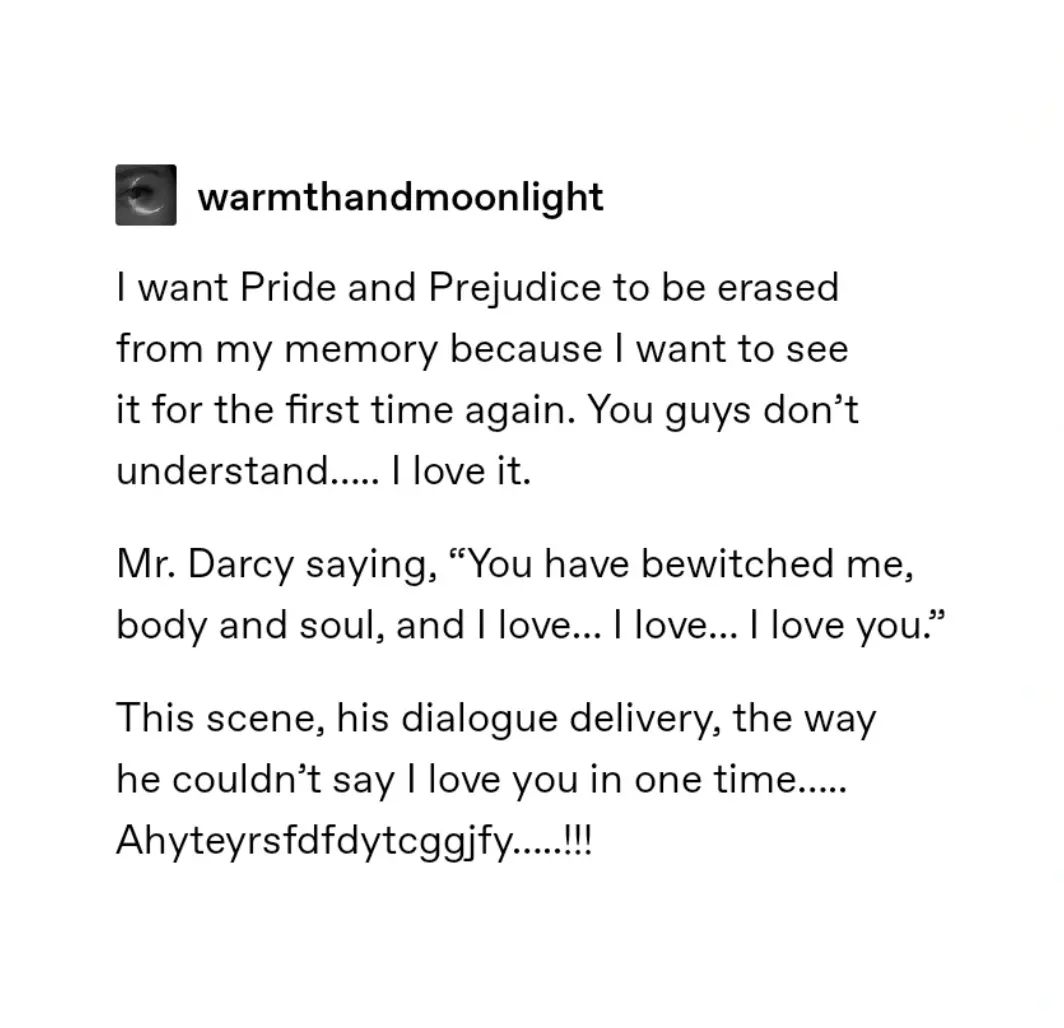 warmthandmoonlight
I want Pride and Prejudice to be erased
from my memory because I want to see
it for the first time again. You guys don’t
understand..... I love it.
Mr. Darcy saying, “You have bewitched me,
body and soul, and I love... I love... I love you.”
This scene, his dialogue delivery, the way
he couldn’t say I love you in one time.....
Ahyteyrsfdfdytcggjfy.....!!!